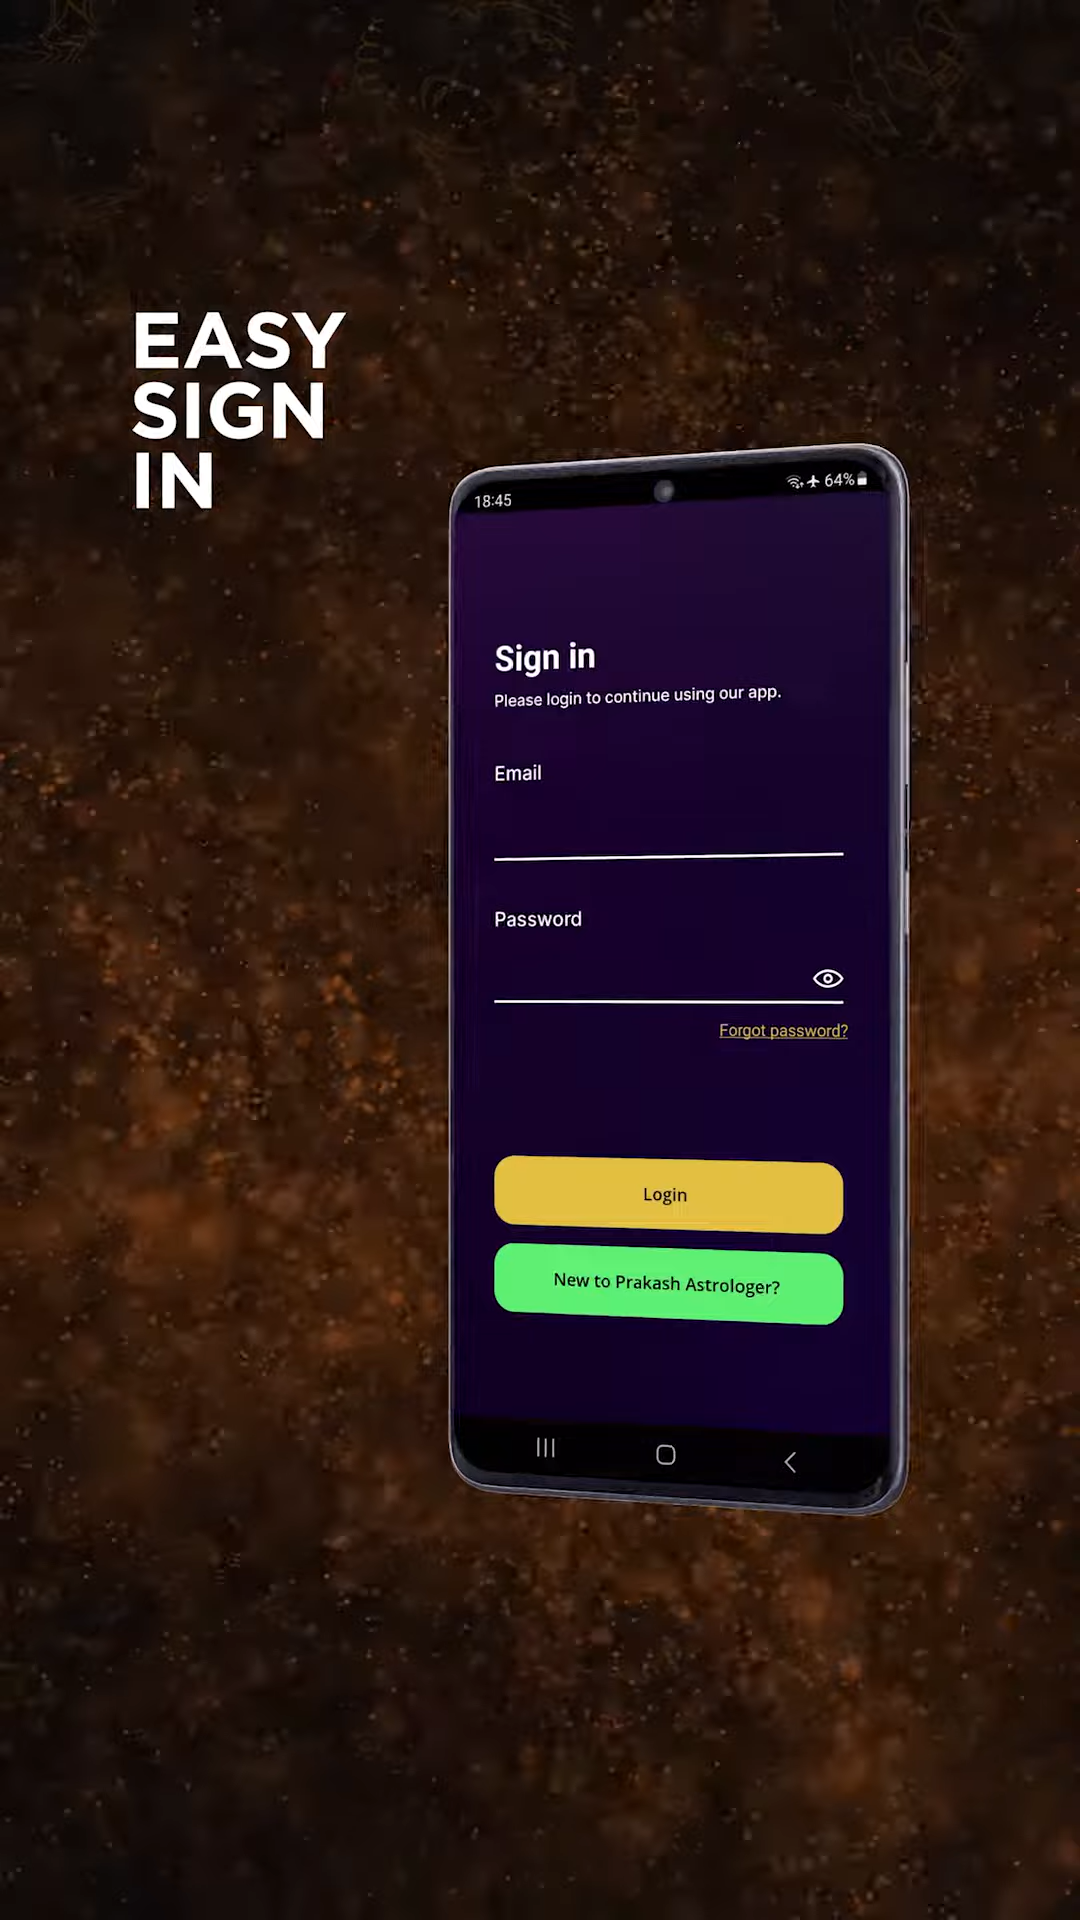 EASY
SIGN
IN
18:45
64%
Sign in
Please login to continue using our app.
Email
Password
Forgot password?
Login
New to Prakash Astrologer?